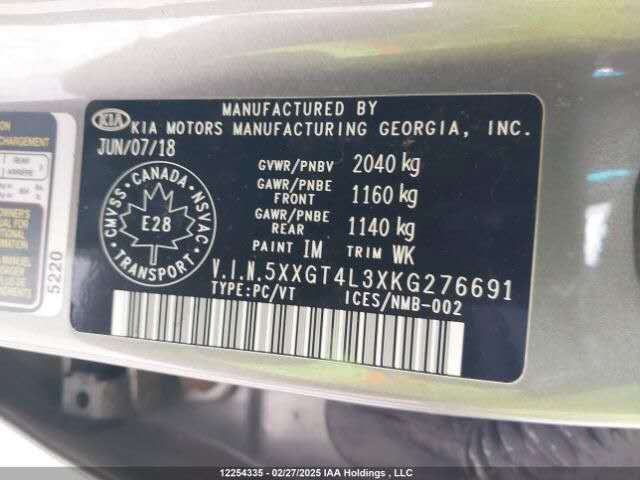 MANUFACTURED BY
KIA KIA MOTORS MANUFACTURING GEORGIA, INC.
JUN/07/18
GVWR/PNBV 2040 kg
GAWR/PNBE FRONT 1160 kg
GAWR/PNBE REAR 1140 kg
PAINT IM TRIM WK
V.I.N.5XXGT4L3XKG276691
TYPE:PC/VT ICES/NMB-002
CANADA
CMVSS
NSVAC
E28
TRANSPORT
5220
REAR
ARRIÈRE
12254335 - 02/27/2025 IAA Holdings , LLC